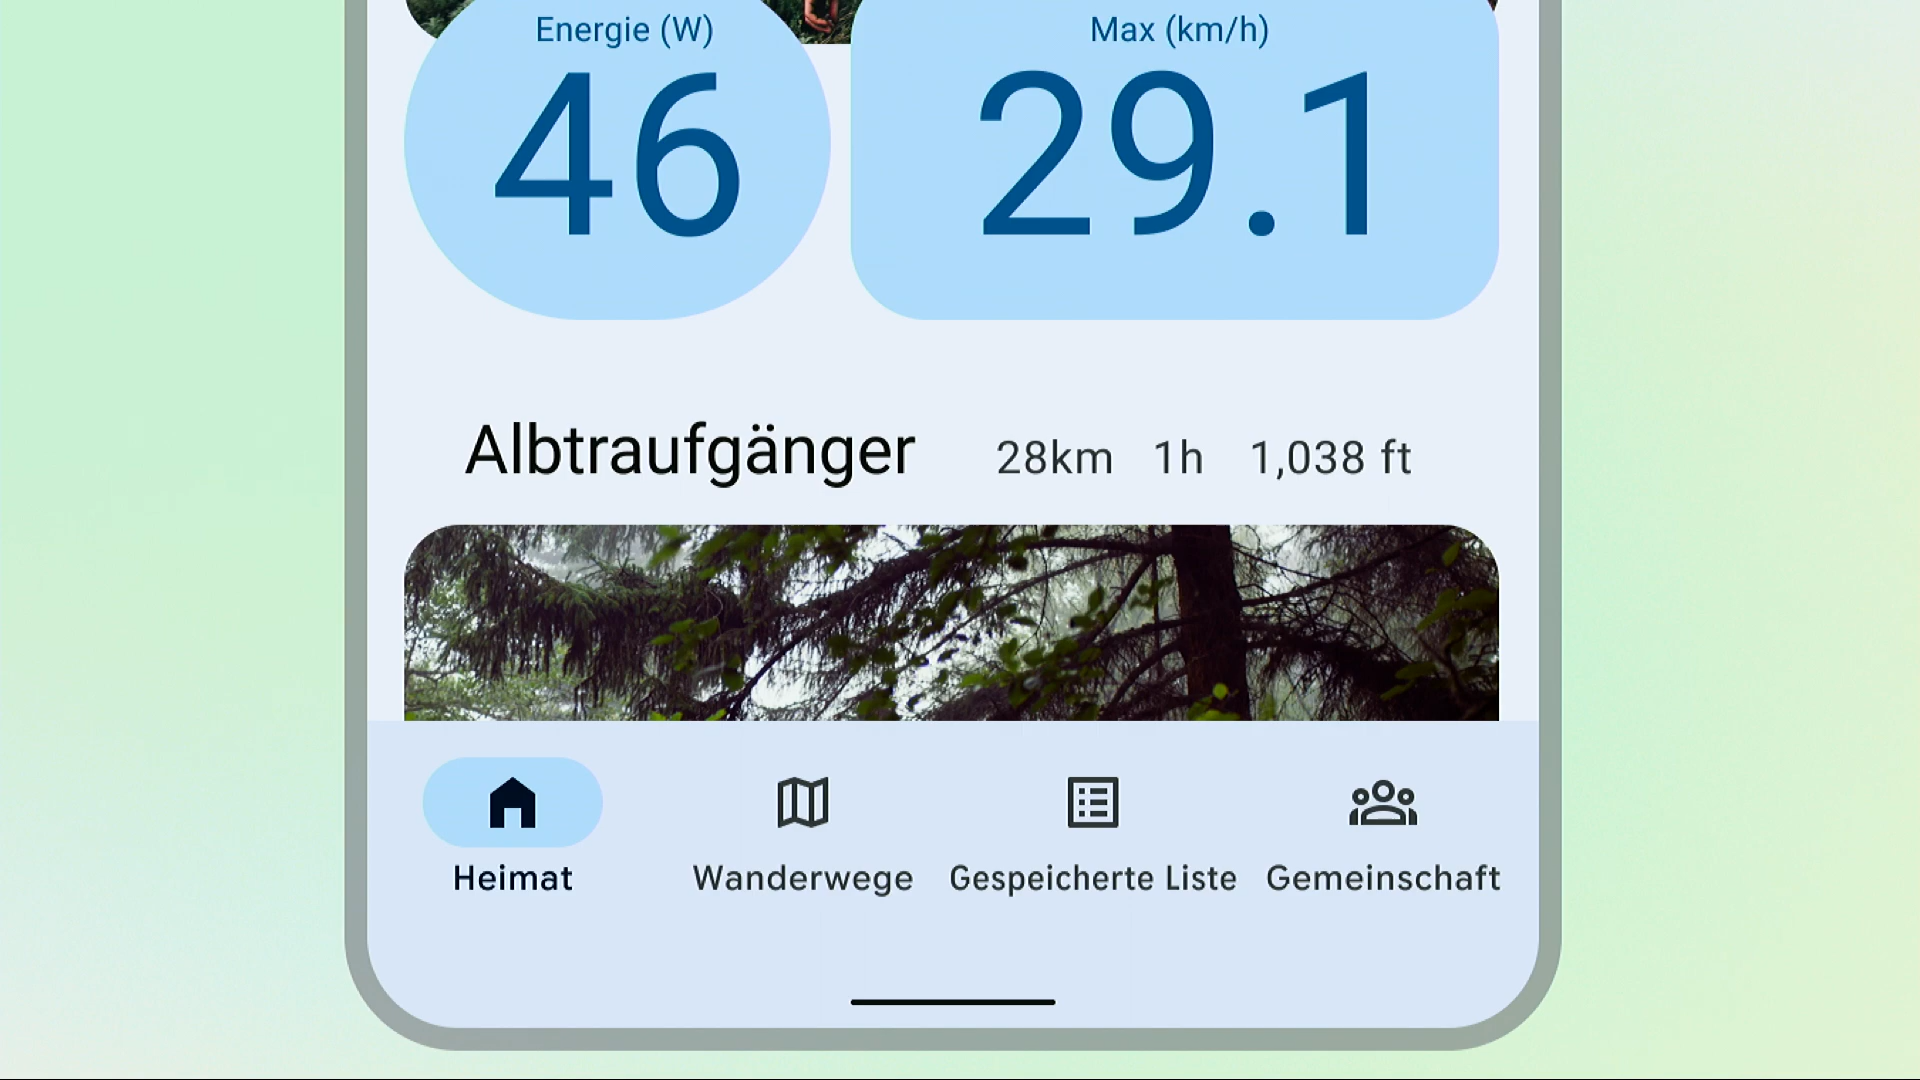 Energie (W)
46
Max (km/h)
29.1
Albtraufgänger
28km 1h 1,038 ft
Heimat
Wanderwege
Gespeicherte Liste
Gemeinschaft